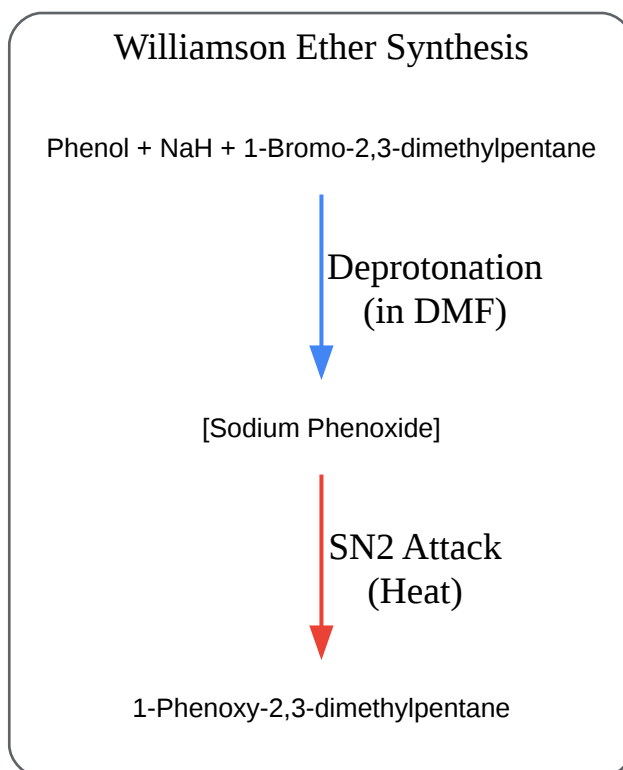 Williamson Ether Synthesis
Phenol + NaH + 1-Bromo-2,3-dimethylpentane
Deprotonation
(in DMF)
[Sodium Phenoxide]
SN2 Attack
(Heat)
1-Phenoxy-2,3-dimethylpentane